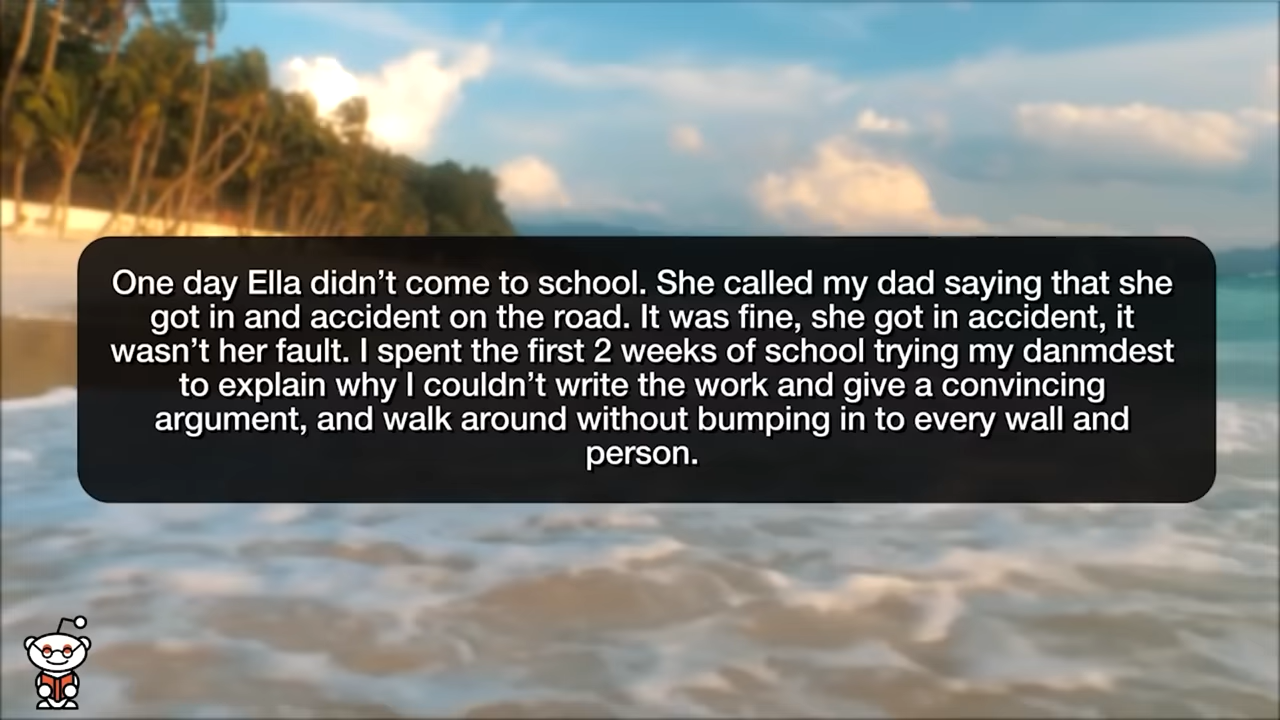 One day Ella didn’t come to school. She called my dad saying that she
got in and accident on the road. It was fine, she got in accident, it
wasn’t her fault. I spent the first 2 weeks of school trying my danmdest
to explain why I couldn’t write the work and give a convincing
argument, and walk around without bumping in to every wall and
person.